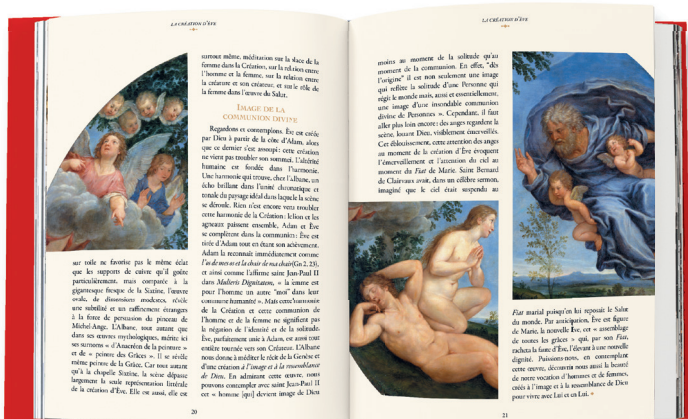 LA CRÉATION D'ÈVE
sur toile ne favorise pas le même éclat
que les supports de cuivre qu'il goûte
particulièrement, mais comparée à la
gigantesque fresque de la Sixtine, l'œuvre
ovale, de dimensions modestes, révèle
une subtilité et un raffinement étrangers
à la force de persuasion du pinceau de
Michel-Ange. L'Albane, tout autant que
dans ses œuvres mythologiques, mérite ici
ses surnoms « d'Anacréon de la peinture »
et de « peintre des Grâces ». Il se révèle
même peintre de la Grâce. Car tout autant
qu'à la chapelle Sixtine, la scène dépasse
largement la seule représentation littérale
de la création d'Ève. Elle est aussi, elle est
surtout même, méditation sur la place de la
femme dans la Création, sur la relation entre
l'homme et la femme, sur la relation entre
la créature et son créateur, et sur le rôle de
la femme dans l'œuvre du Salut.
IMAGE DE LA
COMMUNION DIVINE
Regardons et contemplons. Ève est créée
par Dieu à partir de la côte d'Adam, alors
que ce dernier s'est assoupi : cette création
ne vient pas troubler son sommeil. L'altérité
humaine est fondée dans l'harmonie.
Une harmonie qui trouve, chez l'Albane, un
écho brillant dans l'unité chromatique et
tonale du paysage idéal dans laquelle la scène
se déroule. Rien n'est encore venu troubler
cette harmonie de la Création : le lion et les
agneaux puissent ensemble, Adam et Ève
se complètent dans la communion : Ève est
tirée d'Adam tout en étant son achèvement.
Adam la reconnaît immédiatement comme
l'os de mes os et la chair de ma chair (Gn 2, 23),
et ainsi comme l'affirme saint Jean-Paul II
dans Mulieris Dignitatem, « la femme est
pour l'homme un autre "moi" dans leur
commune humanité ». Mais cette harmonie
de la Création et cette communion de
l'homme et de la femme ne signifient pas
la négation de l'identité et de la solitude.
Ève, parfaitement unie à Adam, est aussi tout
entière tournée vers son Créateur. L'Albane
nous donne à méditer le récit de la Genèse et
d'une création à l'image et à la ressemblance
de Dieu. En admirant cette œuvre, nous
pouvons contempler avec saint Jean-Paul II
cet « homme [qui] devient image de Dieu
20
LA CRÉATION D'ÈVE
moins au moment de la solitude qu'au
moment de la communion. En effet, "dès
l'origine" il est non seulement une image
qui reflète la solitude d'une Personne qui
régit le monde mais, aussi et essentiellement,
une image d'une insondable communion
divine de Personnes ». Cependant, il faut
aller plus loin encore : des anges regardent la
scène, louant Dieu, visiblement émerveillés.
Cet éblouissement, cette attention des anges
au moment de la création d'Ève évoquent
l'émerveillement et l'attention du ciel au
moment du Fiat de Marie. Saint Bernard
de Clairvaux avait, dans un célèbre sermon,
imaginé que le ciel était suspendu au
Fiat marial puisqu'en lui reposait le Salut
du monde. Par anticipation, Ève est figure
de Marie, la nouvelle Ève, cet « assemblage
de toutes les grâces » qui, par son Fiat,
racheta la faute d'Ève, l'élevant à une nouvelle
dignité. Puissions-nous, en contemplant
cette œuvre, découvrir nous aussi la beauté
de notre vocation d'hommes et de femmes,
créés à l'image et à la ressemblance de Dieu
pour vivre avec Lui et en Lui.
21